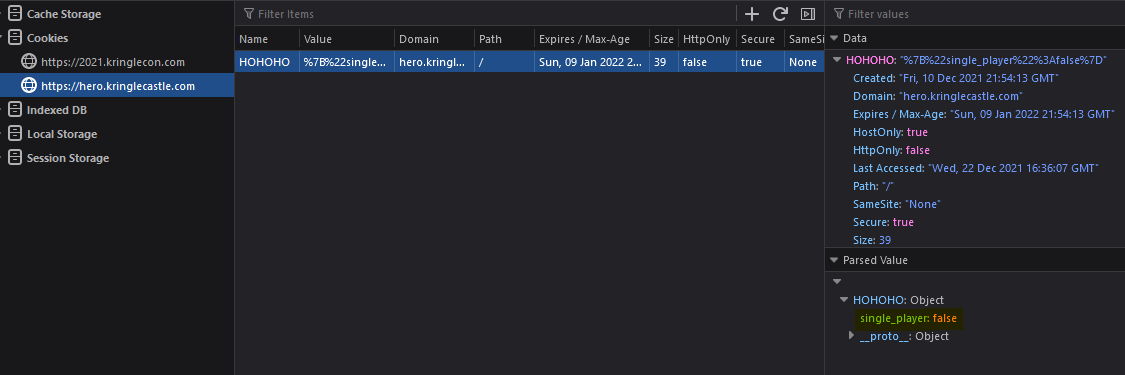 Cache Storage
Cookies
https://2021.kringlecon.com
https://hero.kringlecastle.com
Indexed DB
Local Storage
Session Storage
Filter Items
Name Value Domain Path Expires / Max-Age Size HttpOnly Secure SameSi
HOHOHO %7B%22single... hero.kringl... / Sun, 09 Jan 2022 2... 39 false true None
Filter values
Data
HOHOHO: "%7B%22single_player%22%3Afalse%7D"
Created: "Fri, 10 Dec 2021 21:54:13 GMT"
Domain: "hero.kringlecastle.com"
Expires / Max-Age: "Sun, 09 Jan 2022 21:54:13 GMT"
HostOnly: true
HttpOnly: false
Last Accessed: "Wed, 22 Dec 2021 16:36:07 GMT"
Path: "/"
SameSite: "None"
Secure: true
Size: 39
Parsed Value
HOHOHO: Object
single_player: false
__proto__: Object